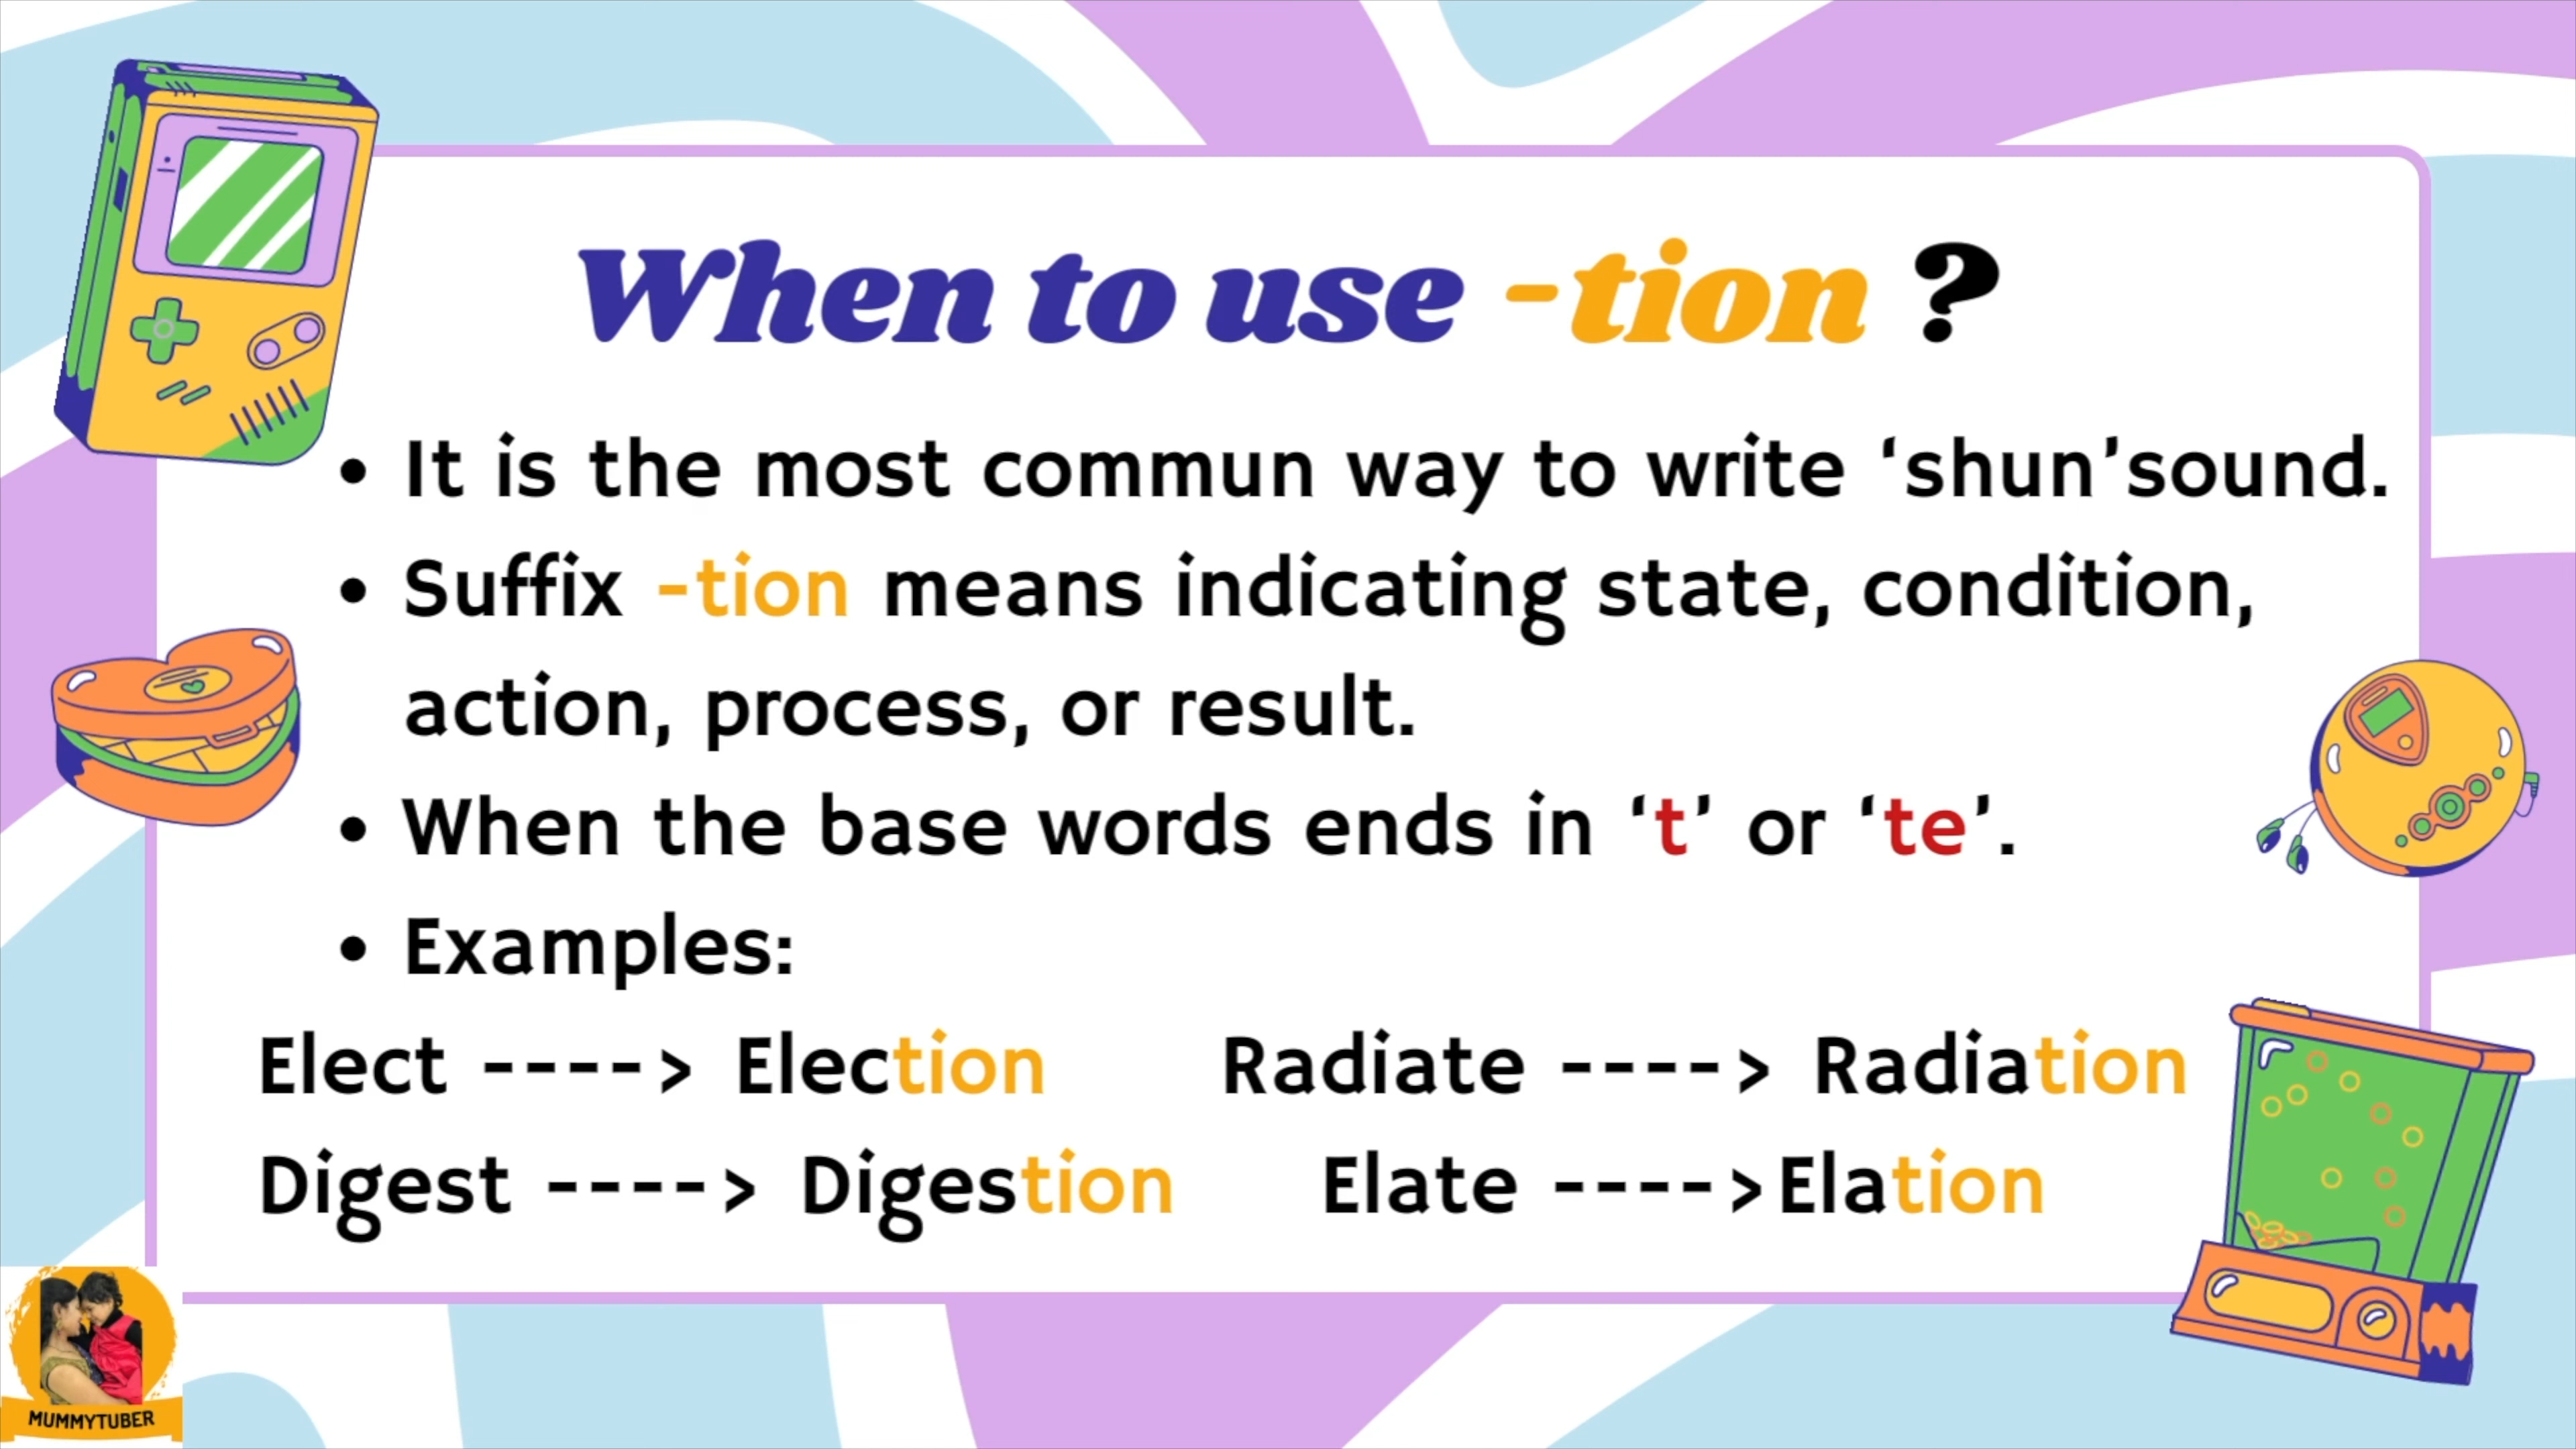 When to use -tion ?
• It is the most commun way to write ‘shun’sound.
• Suffix -tion means indicating state, condition,
action, process, or result.
• When the base words ends in ‘t’ or ‘te’.
• Examples:
Elect ----> Election Radiate ----> Radiation
Digest ----> Digestion Elate ---->Elation
MUMMYTUBER